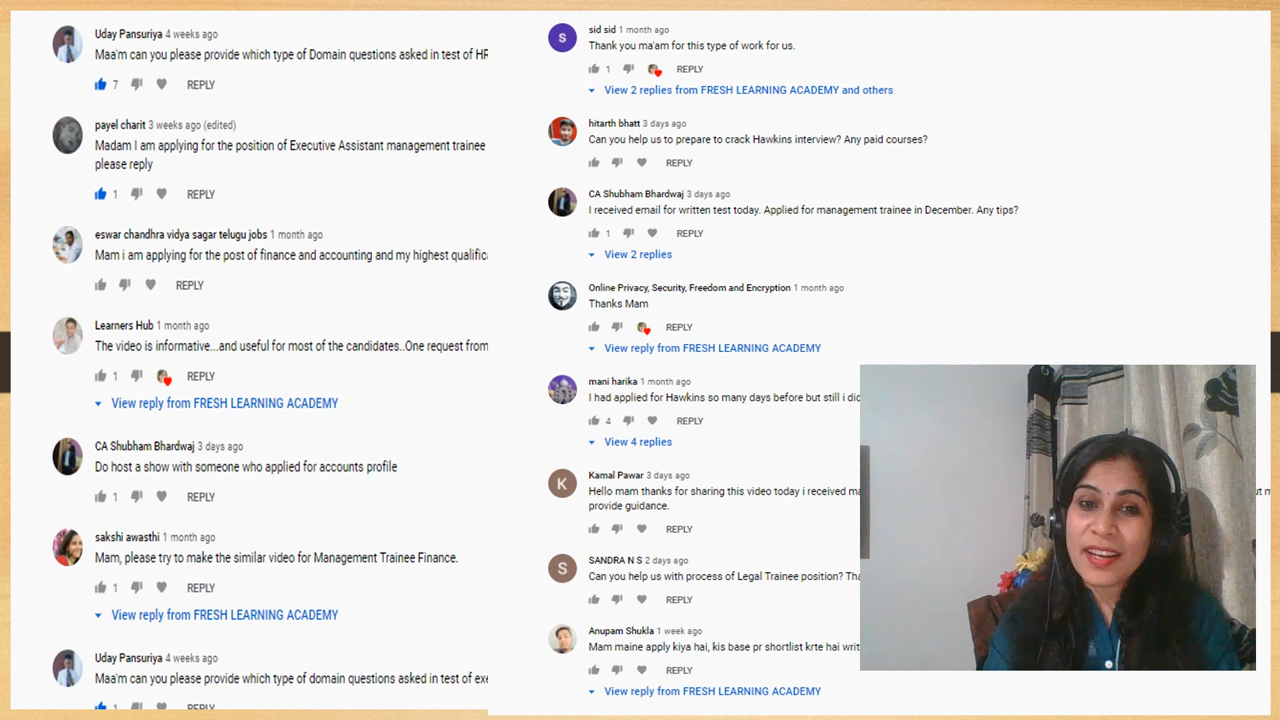 Uday Pansuriya 4 weeks ago
Maa'm can you please provide which type of Domain questions asked in test of HR
7 REPLY
payel charit 3 weeks ago (edited)
Madam I am applying for the position of Executive Assistant management trainee
please reply
1 REPLY
eswar chandhra vidya sagar telugu jobs 1 month ago
Mam i am applying for the post of finance and accounting and my highest
REPLY
Learners Hub 1 month ago
The video is informative...and useful for most of the candidates..One request from
1 REPLY
View reply from FRESH LEARNING ACADEMY
CA Shubham Bhardwaj 3 days ago
Do host a show with someone who applied for accounts profile
1 REPLY
sakshi awasthi 1 month ago
Mam, please try to make the similar video for Management Trainee Finance.
1 REPLY
View reply from FRESH LEARNING ACADEMY
Uday Pansuriya 4 weeks ago
Maa'm can you please provide which type of domain questions asked in test of exe
1 REPLY
S
sid sid 1 month ago
Thank you ma'am for this type of work for us.
1 REPLY
View 2 replies from FRESH LEARNING ACADEMY and others
hitarth bhatt 3 days ago
Can you help us to prepare to crack Hawkins interview? Any paid courses?
REPLY
CA Shubham Bhardwaj 3 days ago
I received email for written test today. Applied for management trainee in December. Any tips?
1 REPLY
View 2 replies
Online Privacy, Security, Freedom and Encryption 1 month ago
Thanks Mam
REPLY
View reply from FRESH LEARNING ACADEMY
mani harika 1 month ago
I had applied for Hawkins so many days before but still i dic
4 REPLY
View 4 replies
K
Kamal Pawar 3 days ago
Hello mam thanks for sharing this video today i received ma
provide guidance.
REPLY
S
SANDRA N S 2 days ago
Can you help us with process of Legal Trainee position? Tha
REPLY
Anupam Shukla 1 week ago
Mam maine apply kiya hai, kis base pr shortlist krte hai writ
REPLY
View reply from FRESH LEARNING ACADEMY